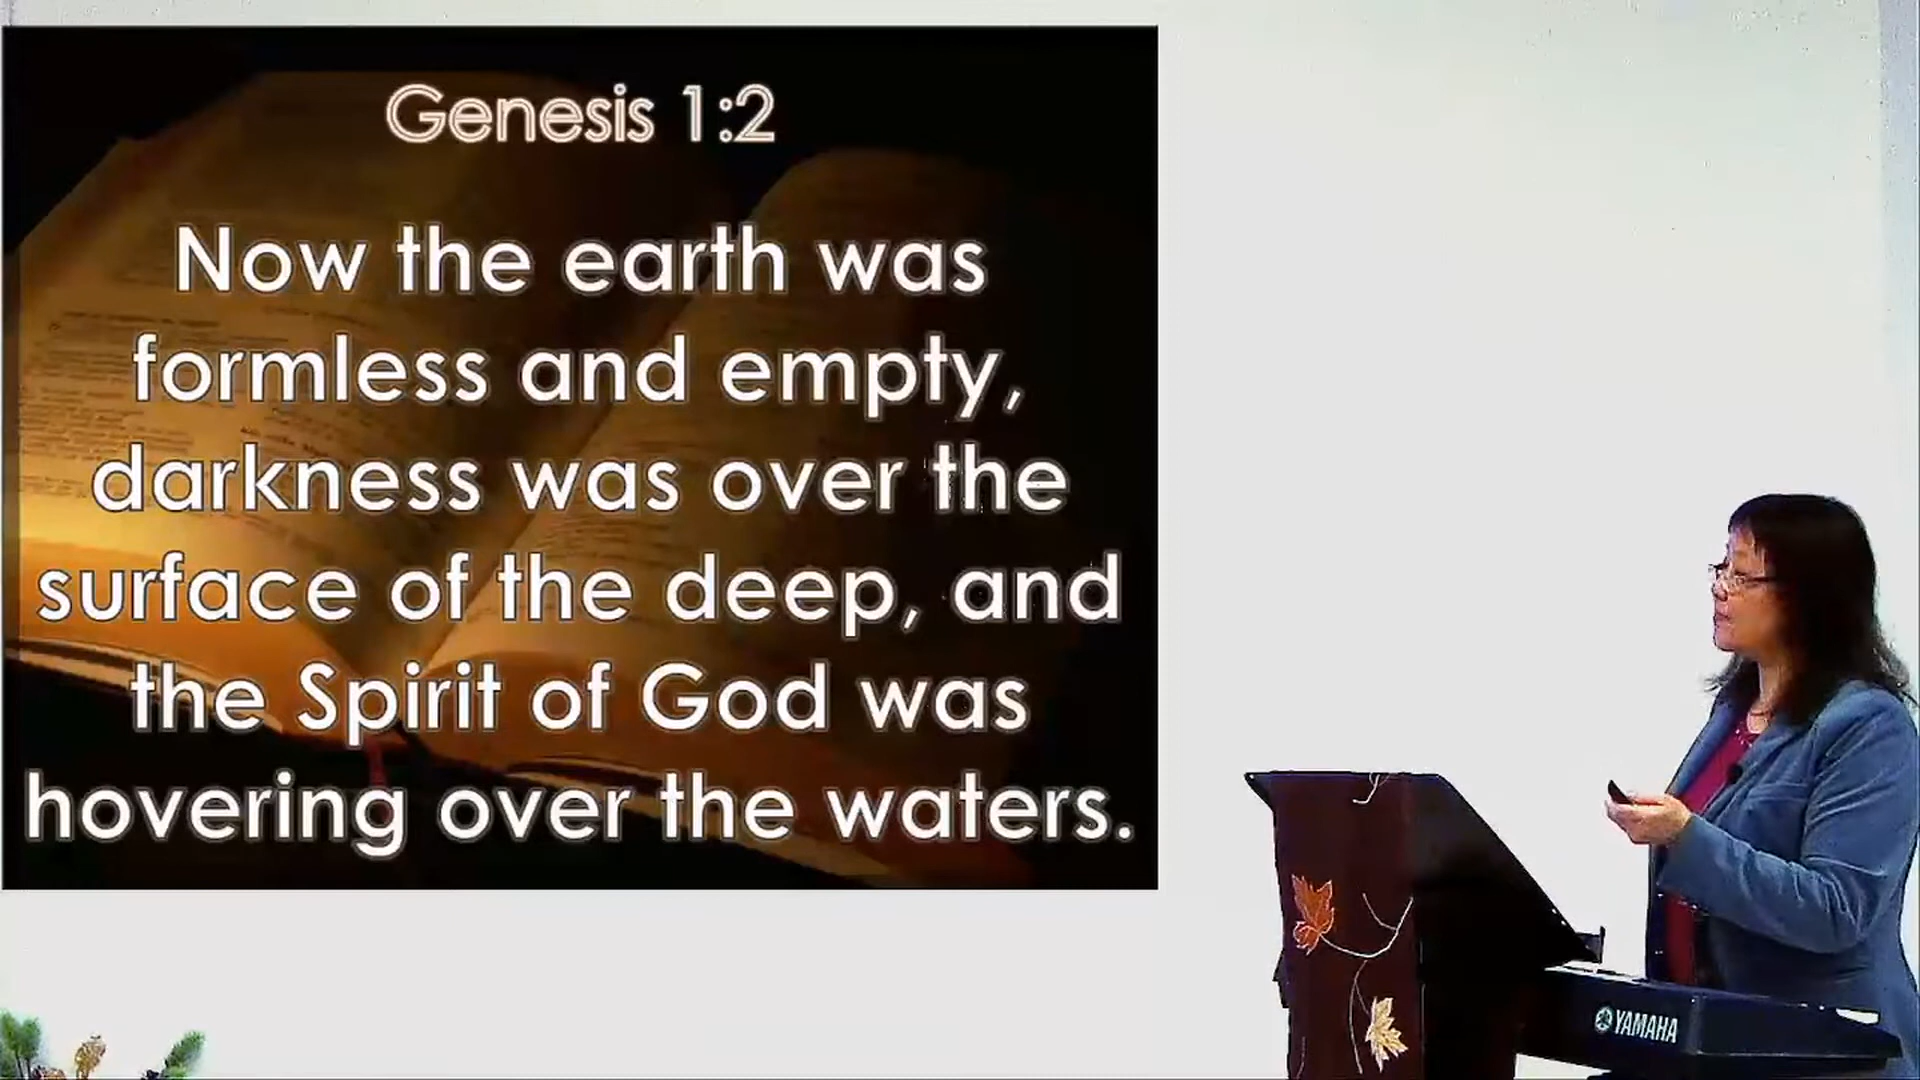 Genesis 1:2
Now the earth was
formless and empty,
darkness was over the
surface of the deep, and
the Spirit of God was
hovering over the waters.
YAMAHA